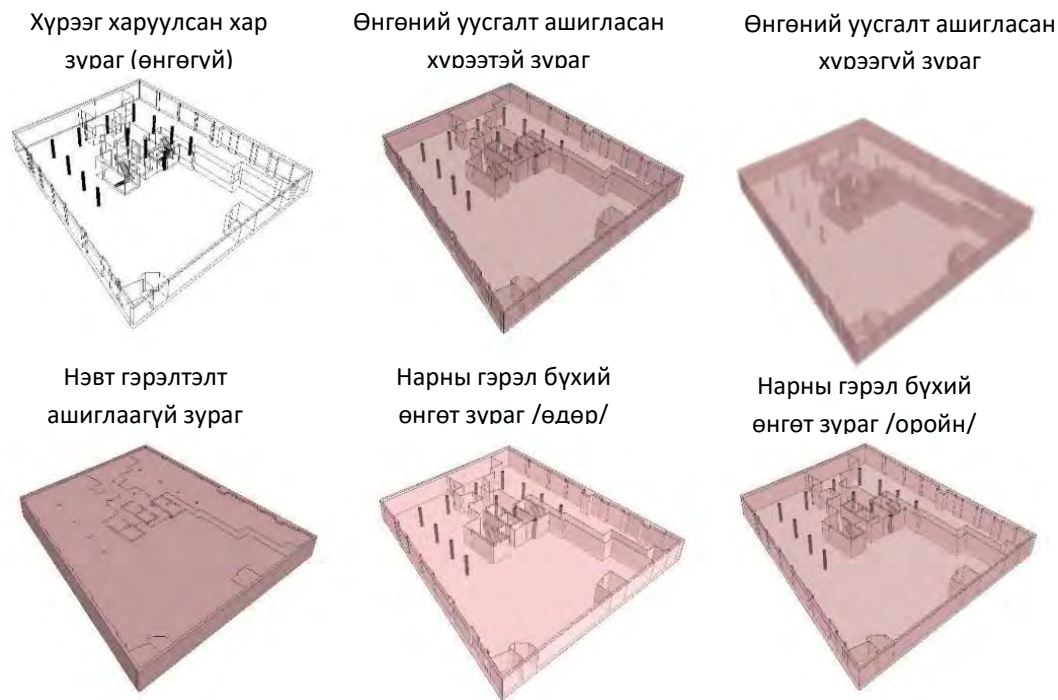 Хүрээг харуулсан хар
зураг (өнгөгүй)
Өнгөний уусгалт ашигласан
хүрээтэй зураг
Өнгөний уусгалт ашигласан
хүрээгүй зураг
Нэвт гэрэлтэлт
ашиглаагүй зураг
Нарны гэрэл бүхий
өнгөт зураг /өдөр/
Нарны гэрэл бүхий
өнгөт зураг /оройн/